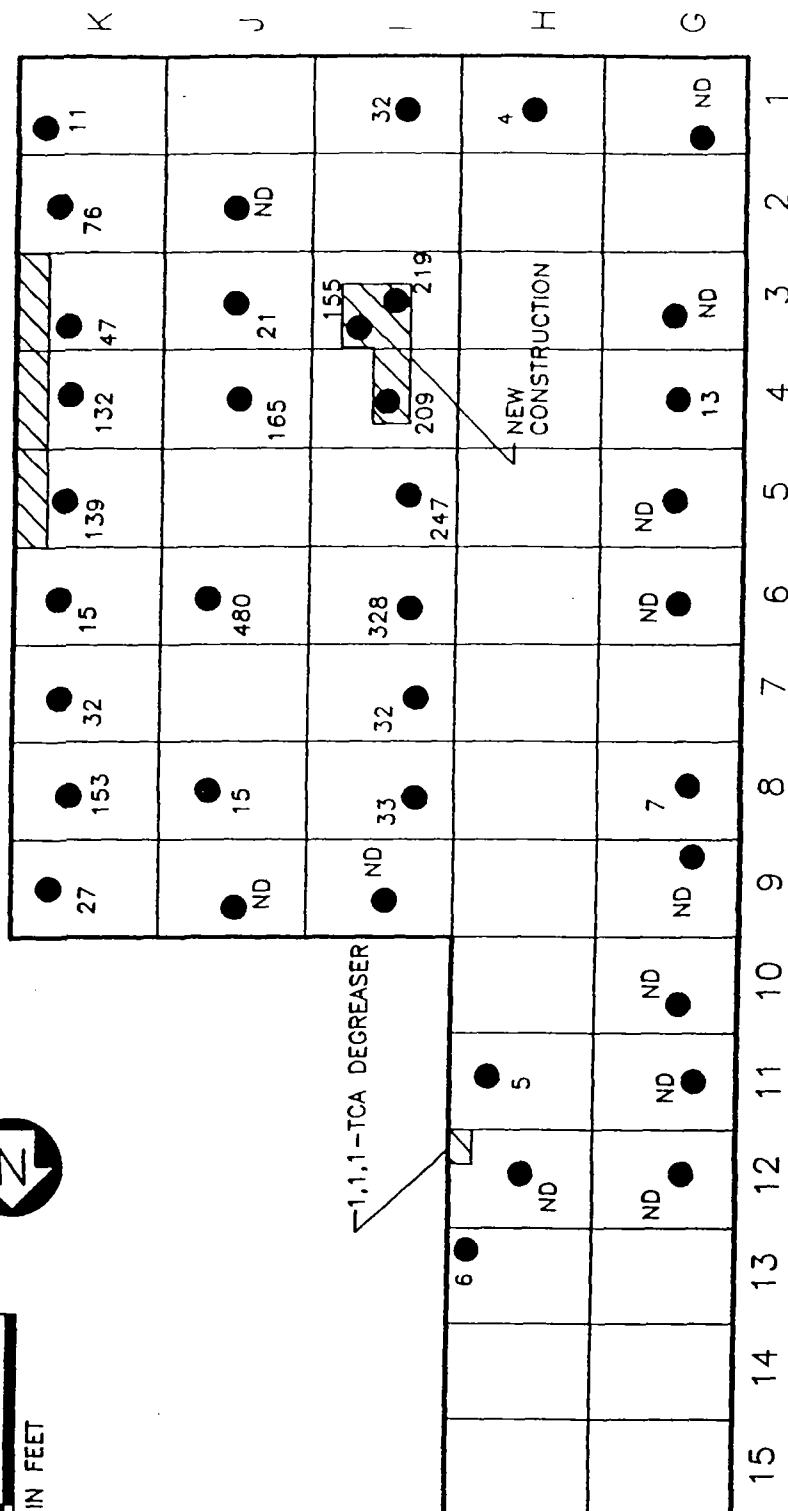 K
J
I
H
G
11
76
47
132
139
15
32
153
27
ND
21
165
480
15
ND
32
155
219
209
247
328
32
33
ND
NEW
CONSTRUCTION
1,1,1-TCA DEGREASER
4
5
ND
6
ND
ND
13
ND
ND
7
ND
ND
ND
ND
1
2
3
4
5
6
7
8
9
10
11
12
13
14
15
N
IN FEET